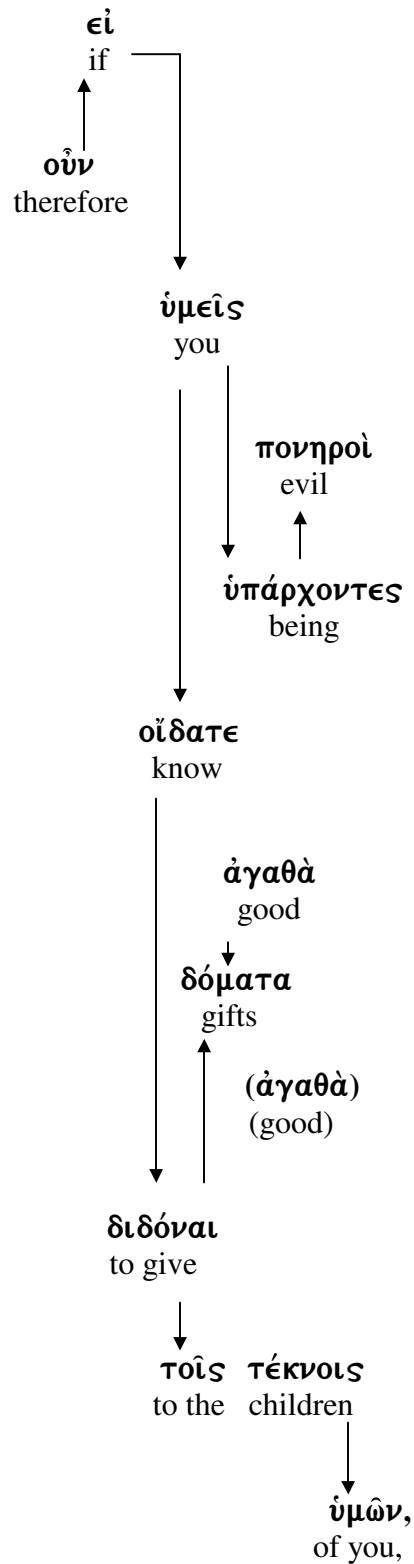 εἰ
if
οὖν
therefore
ὑμεῖς
you
πονηροὶ
evil
ὑπάρχοντες
being
οἴδατε
know
ἀγαθὰ
good
δόματα
gifts
(ἀγαθὰ)
(good)
διδόναι
to give
τοῖς τέκνοις
to the children
ὑμῶν,
of you,